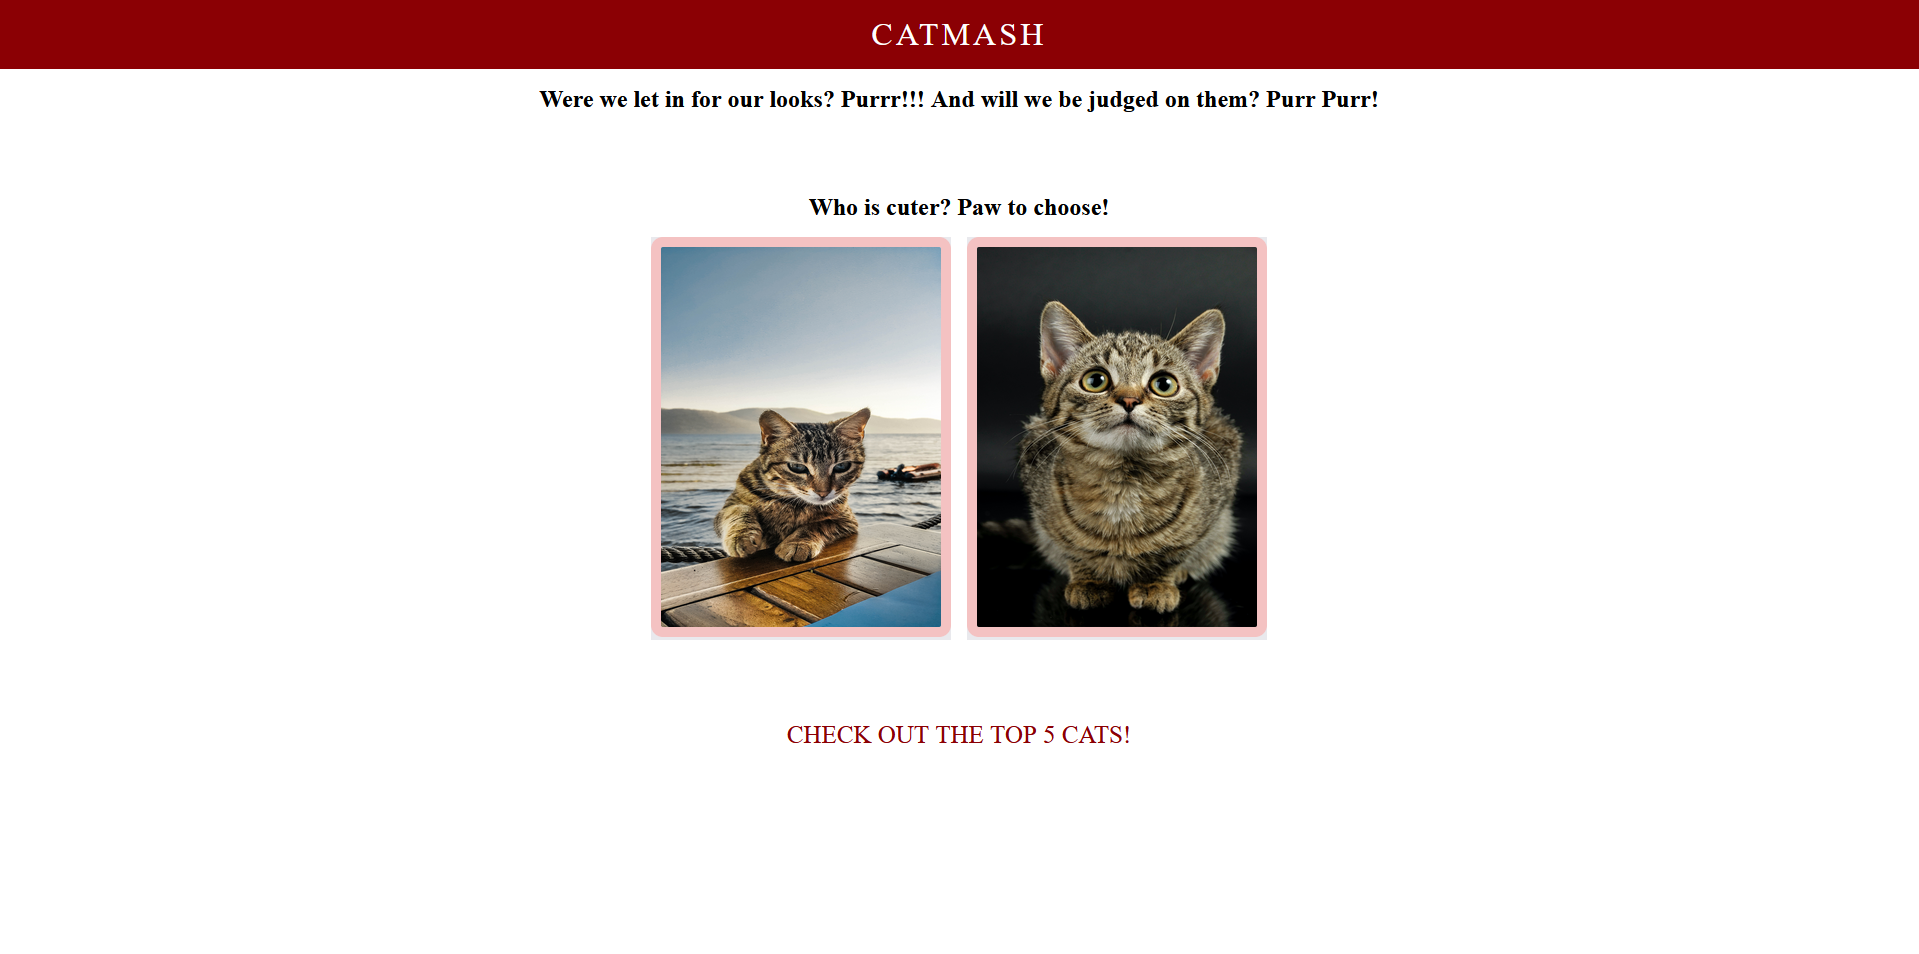 CATMASH
Were we let in for our looks? Purrr!!! And will we be judged on them? Purr Purr!
Who is cuter? Paw to choose!
CHECK OUT THE TOP 5 CATS!